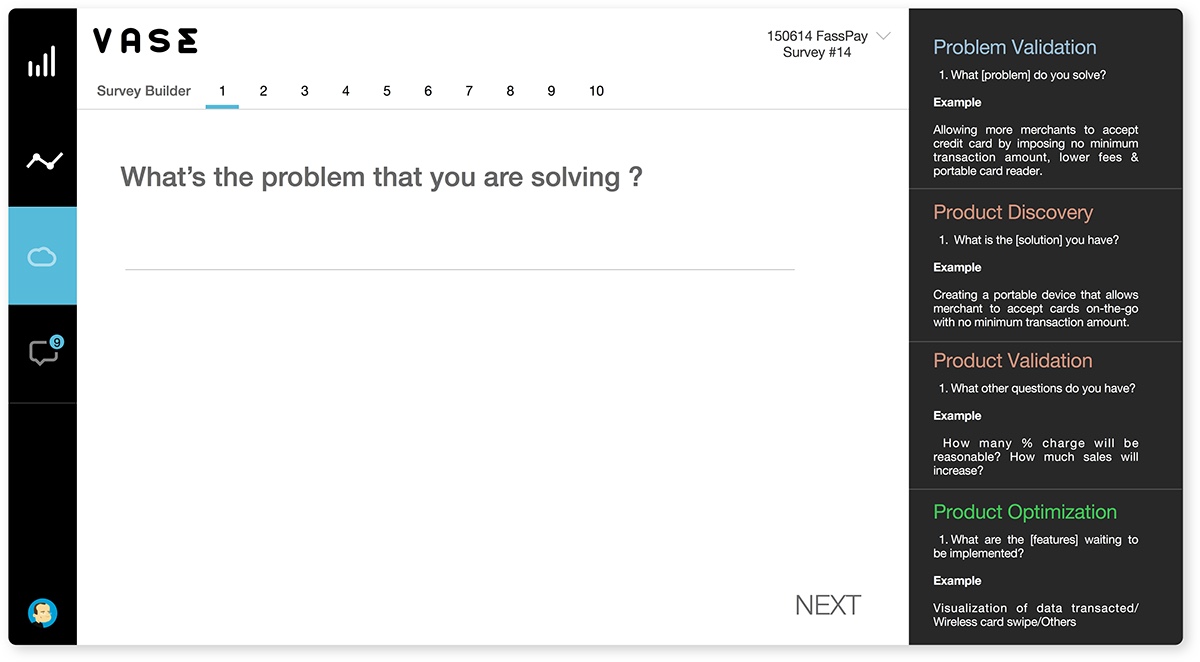 VASE
150614 FassPay
Survey #14
Survey Builder 1 2 3 4 5 6 7 8 9 10
What’s the problem that you are solving ?
9
NEXT
Problem Validation
1. What [problem] do you solve?
Example
Allowing more merchants to accept
credit card by imposing no minimum
transaction amount, lower fees &
portable card reader.
Product Discovery
1. What is the [solution] you have?
Example
Creating a portable device that allows
merchant to accept cards on-the-go
with no minimum transaction amount.
Product Validation
1. What other questions do you have?
Example
How many % charge will be
reasonable? How much sales will
increase?
Product Optimization
1. What are the [features] waiting to
be implemented?
Example
Visualization of data transacted/
Wireless card swipe/Others